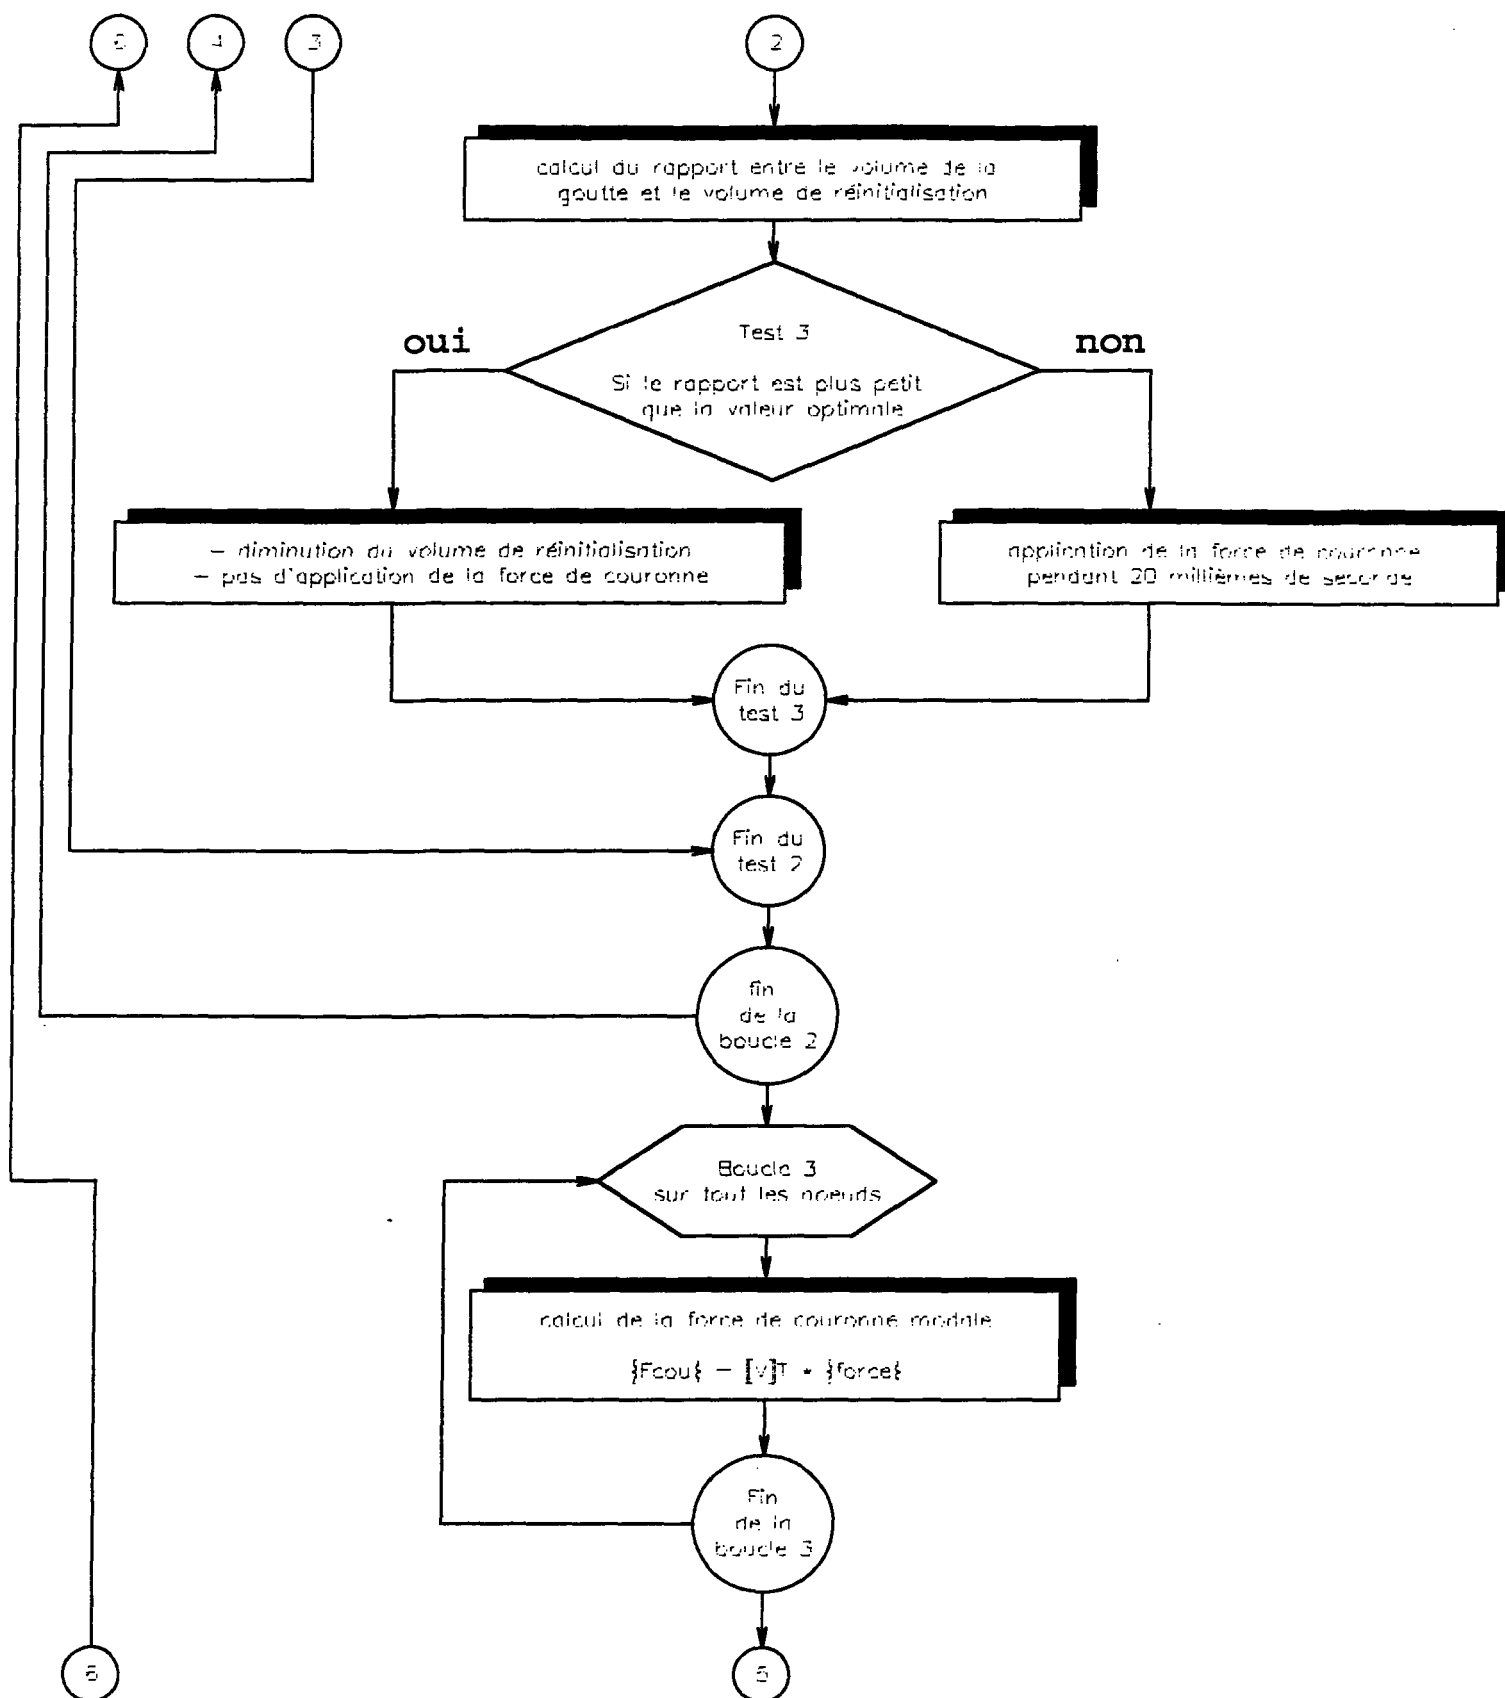 4
3
2
calcul du rapport entre le volume de la
goutte et le volume de réinitialisation
Test 3
oui
non
Si le rapport est plus petit
que la valeur optimale
– diminution du volume de réinitialisation
– pas d'application de la force de couronne
application de la force de couronne
pendant 20 millièmes de seconde
Fin du
test 3
Fin du
test 2
fin
de la
boucle 2
Boucle 3
sur tout les noeuds
calcul de la force de couronne modale
{Fcou} = [V]T * {force}
Fin
de la
boucle 3